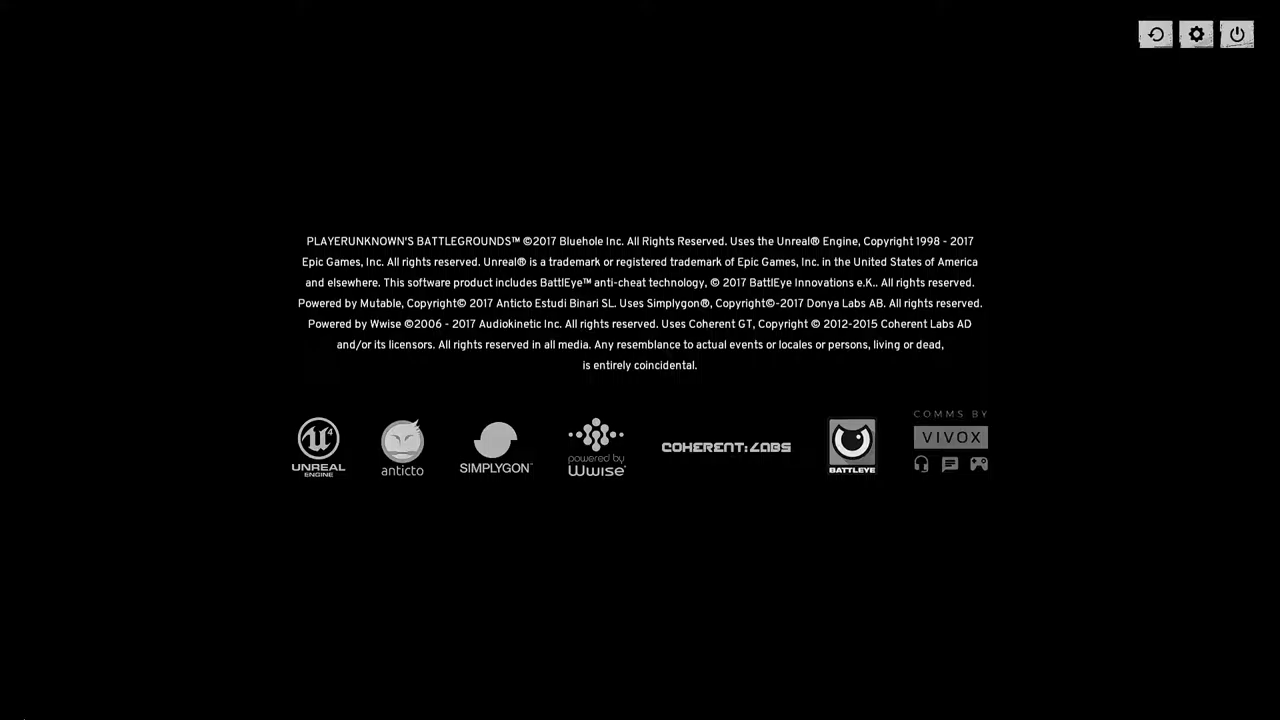 PLAYERUNKNOWN'S BATTLEGROUNDS™ ©2017 Bluehole Inc. All Rights Reserved. Uses the Unreal® Engine, Copyright 1998 - 2017
Epic Games, Inc. All rights reserved. Unreal® is a trademark or registered trademark of Epic Games, Inc. in the United States of America
and elsewhere. This software product includes BattlEye™ anti-cheat technology, © 2017 BattlEye Innovations e.K.. All rights reserved.
Powered by Mutable, Copyright© 2017 Anticto Estudi Binari SL. Uses Simplygon®, Copyright©-2017 Donya Labs AB. All rights reserved.
Powered by Wwise ©2006 - 2017 Audiokinetic Inc. All rights reserved. Uses Coherent GT, Copyright © 2012-2015 Coherent Labs AD
and/or its licensors. All rights reserved in all media. Any resemblance to actual events or locales or persons, living or dead,
is entirely coincidental.
4
UNREAL
ENGINE
anticto
SIMPLYGON™
powered by
Wwise®
COHERENT:LABS
BATTLEYE
COMMS BY
VIVOX